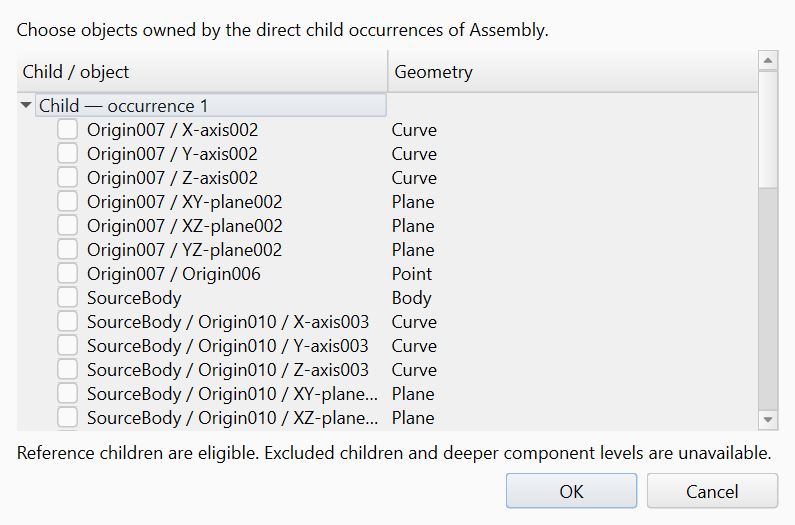 Choose objects owned by the direct child occurrences of Assembly.
Child / object Geometry
Child — occurrence 1
Origin007 / X-axis002 Curve
Origin007 / Y-axis002 Curve
Origin007 / Z-axis002 Curve
Origin007 / XY-plane002 Plane
Origin007 / XZ-plane002 Plane
Origin007 / YZ-plane002 Plane
Origin007 / Origin006 Point
SourceBody Body
SourceBody / Origin010 / X-axis003 Curve
SourceBody / Origin010 / Y-axis003 Curve
SourceBody / Origin010 / Z-axis003 Curve
SourceBody / Origin010 / XY-plane... Plane
SourceBody / Origin010 / XZ-plane... Plane
Reference children are eligible. Excluded children and deeper component levels are unavailable.
OK Cancel